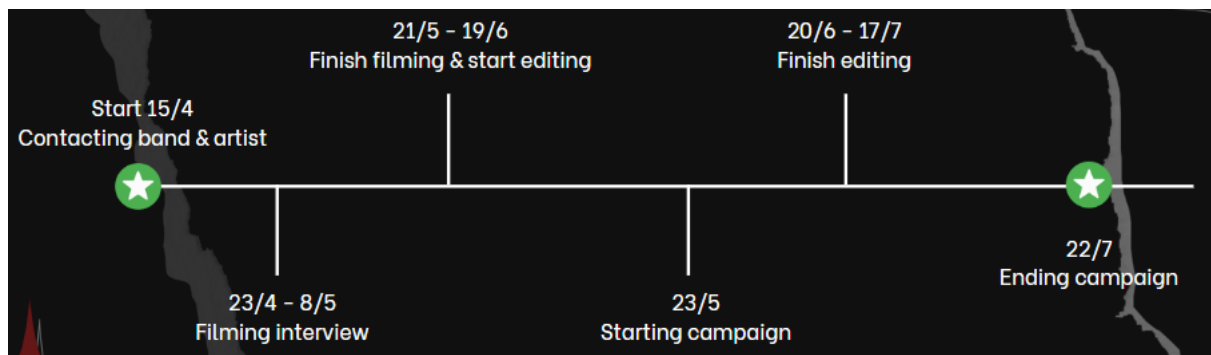 21/5 - 19/6
Finish filming & start editing
20/6 - 17/7
Finish editing
Start 15/4
Contacting band & artist
22/7
Ending campaign
23/4 - 8/5
Filming interview
23/5
Starting campaign